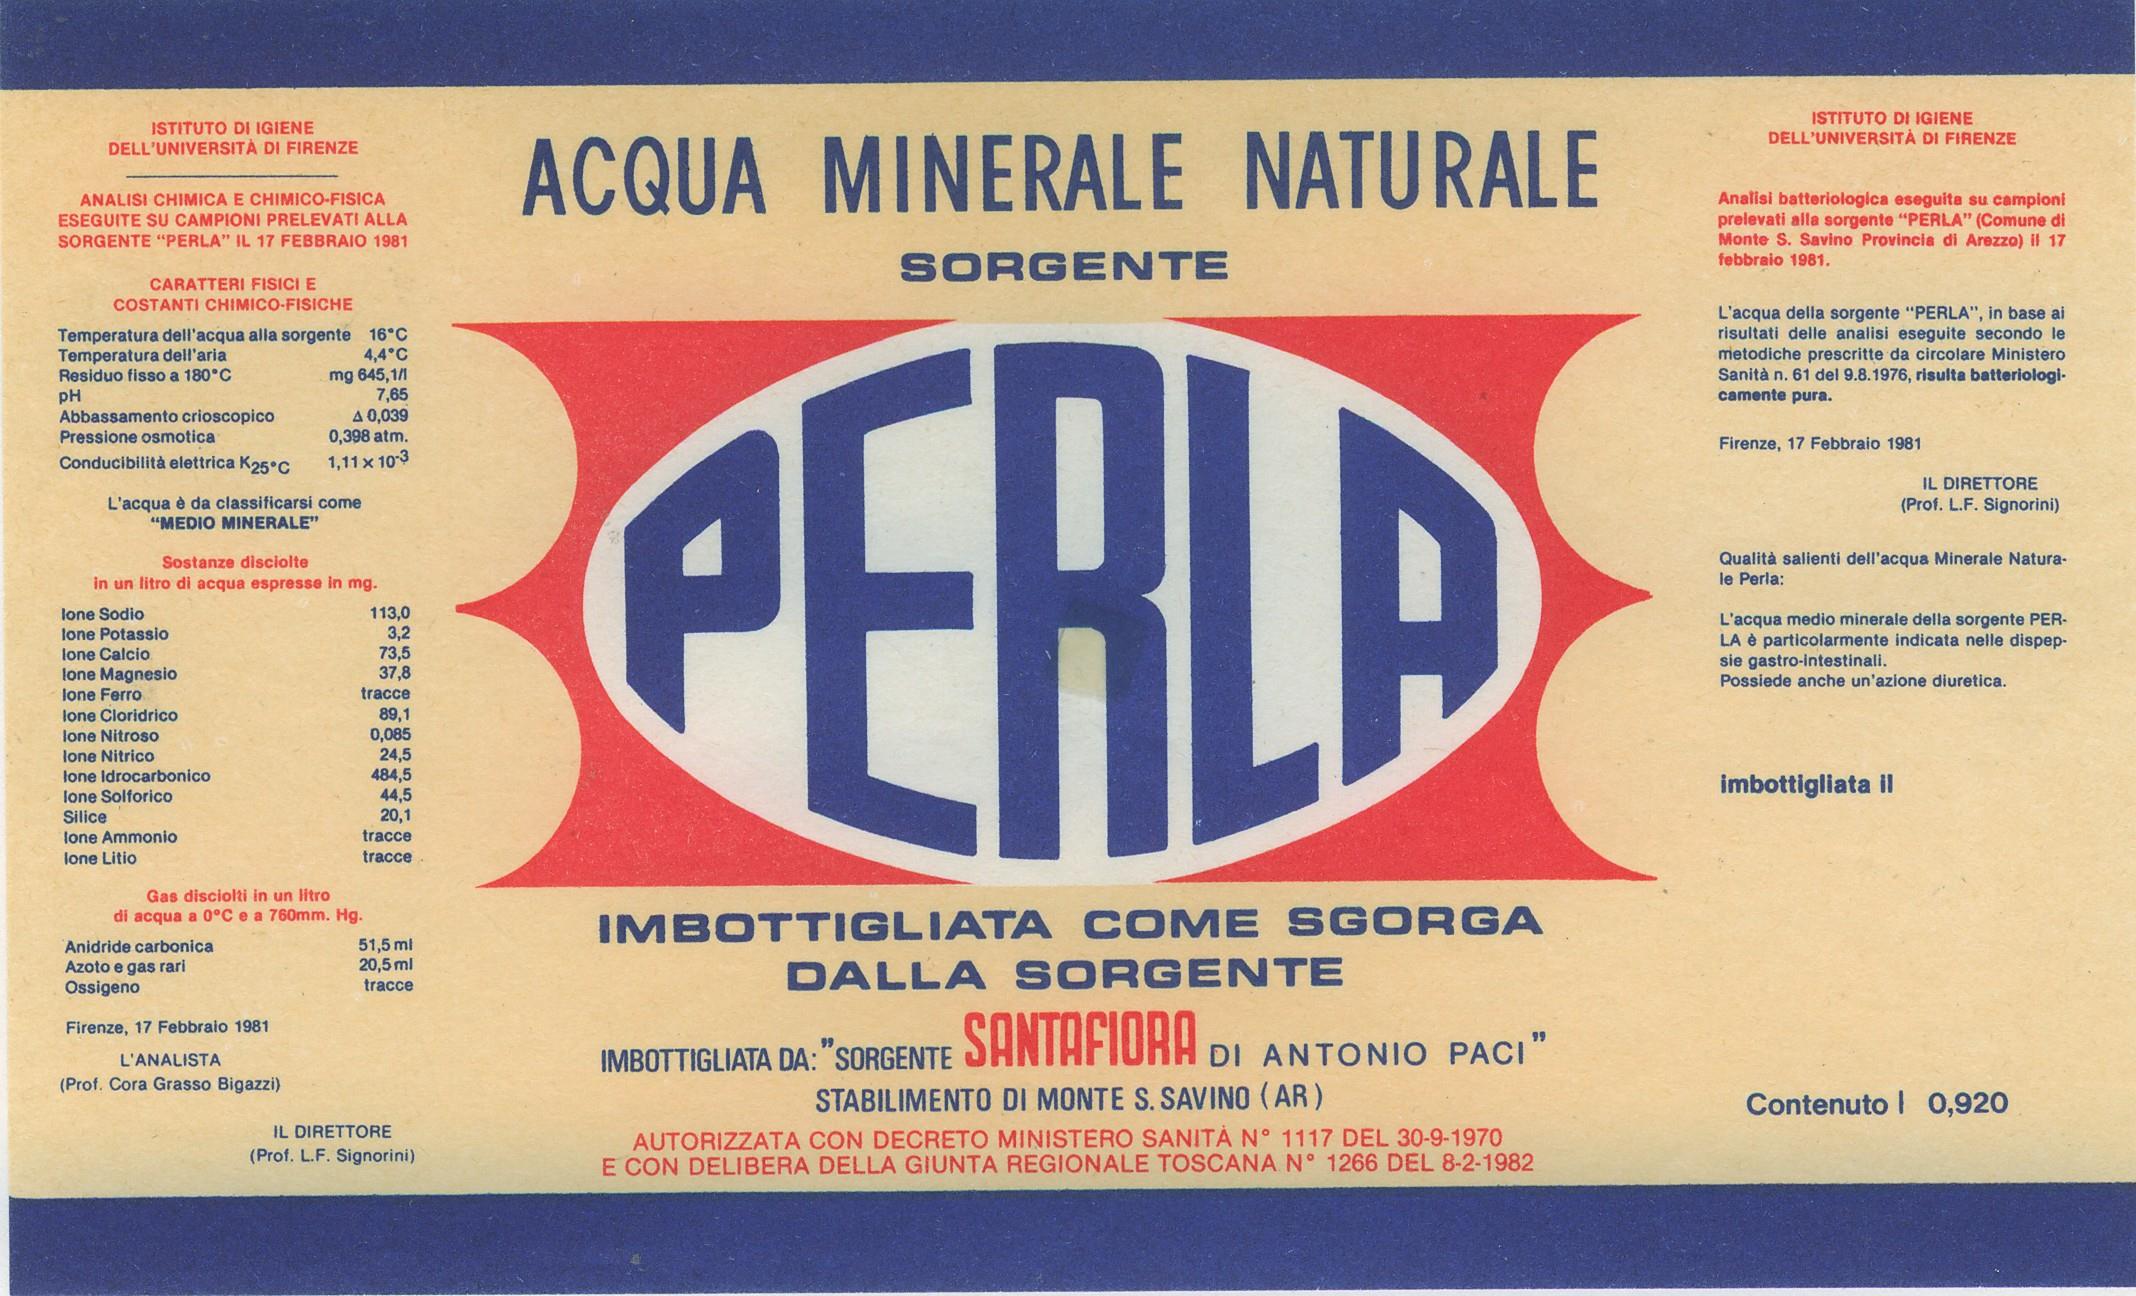 ISTITUTO DI IGIENE
DELL'UNIVERSITÀ DI FIRENZE
ANALISI CHIMICA E CHIMICO-FISICA
ESEGUITE SU CAMPIONI PRELEVATI ALLA
SORGENTE "PERLA" IL 17 FEBBRAIO 1981
CARATTERI FISICI E
COSTANTI CHIMICO-FISICHE
Temperatura dell'acqua alla sorgente 16°C
Temperatura dell'aria 4,4°C
Residuo fisso a 180°C mg 645,1/l
pH 7,65
Abbassamento crioscopico Δ 0,039
Pressione osmotica 0,398 atm.
Conducibilità elettrica K25°C 1,11 x 10-3
L'acqua è da classificarsi come
"MEDIO MINERALE"
Sostanze disciolte
in un litro di acqua espresse in mg.
Ione Sodio 113,0
Ione Potassio 3,2
Ione Calcio 73,5
Ione Magnesio 37,8
Ione Ferro tracce
Ione Cloridrico 89,1
Ione Nitroso 0,085
Ione Nitrico 24,5
Ione Idrocarbonico 484,5
Ione Solforico 44,5
Silice 20,1
Ione Ammonio tracce
Ione Litio tracce
Gas disciolti in un litro
di acqua a 0°C e a 760mm. Hg.
Anidride carbonica 51,5 ml
Azoto e gas rari 20,5 ml
Ossigeno tracce
Firenze, 17 Febbraio 1981
L'ANALISTA
(Prof. Cora Grasso Bigazzi)
IL DIRETTORE
(Prof. L.F. Signorini)
ACQUA MINERALE NATURALE
SORGENTE
PERLA
IMBOTTIGLIATA COME SGORGA
DALLA SORGENTE
IMBOTTIGLIATA DA: "SORGENTE SANTAFIORA DI ANTONIO PACI"
STABILIMENTO DI MONTE S. SAVINO (AR)
AUTORIZZATA CON DECRETO MINISTERO SANITÀ N° 1117 DEL 30-9-1970
E CON DELIBERA DELLA GIUNTA REGIONALE TOSCANA N° 1266 DEL 8-2-1982
ISTITUTO DI IGIENE
DELL'UNIVERSITÀ DI FIRENZE
Analisi batteriologica eseguita su campioni
prelevati alla sorgente "PERLA" (Comune di
Monte S. Savino Provincia di Arezzo) il 17
febbraio 1981.
L'acqua della sorgente "PERLA", in base ai
risultati delle analisi eseguite secondo le
metodiche prescritte da circolare Ministero
Sanità n. 61 del 9.8.1976, risulta batteriologi-
camente pura.
Firenze, 17 Febbraio 1981
IL DIRETTORE
(Prof. L.F. Signorini)
Qualità salienti dell'acqua Minerale Natura-
le Perla:
L'acqua medio minerale della sorgente PER-
LA è particolarmente indicata nelle dispep-
sie gastro-intestinali.
Possiede anche un'azione diuretica.
imbottigliata il
Contenuto l 0,920